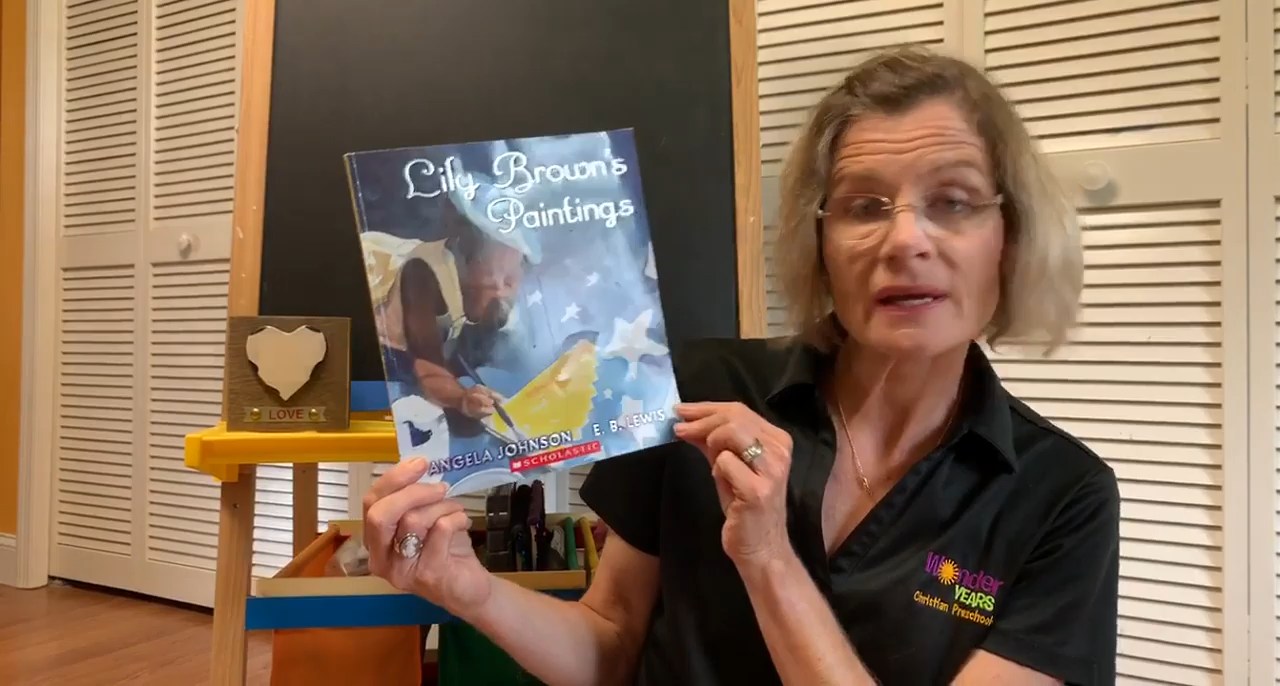 Lily Brown's
Paintings
ANGELA JOHNSON E. B. LEWIS
SCHOLASTIC
LOVE
Wonder
YEARS
Christian Preschool